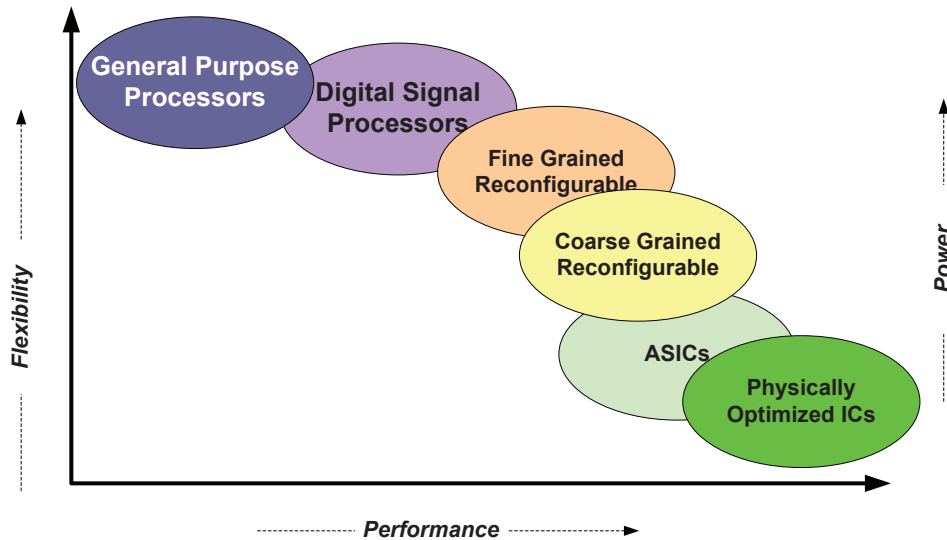 General Purpose
Processors
Digital Signal
Processors
Fine Grained
Reconfigurable
Coarse Grained
Reconfigurable
ASICs
Physically
Optimized ICs
Flexibility
Power
Performance